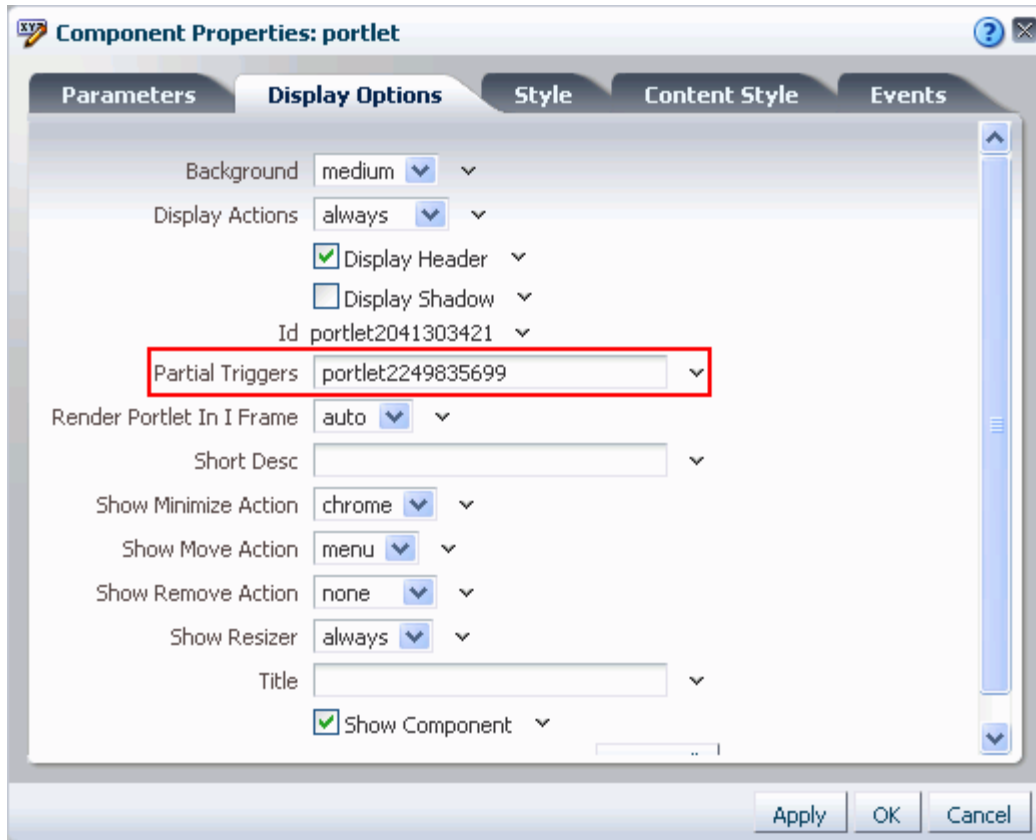 Component Properties: portlet
Parameters Display Options Style Content Style Events
Background medium
Display Actions always
Display Header
Display Shadow
Id portlet2041303421
Partial Triggers portlet2249835699
Render Portlet In I Frame auto
Short Desc
Show Minimize Action chrome
Show Move Action menu
Show Remove Action none
Show Resizer always
Title
Show Component
Apply OK Cancel